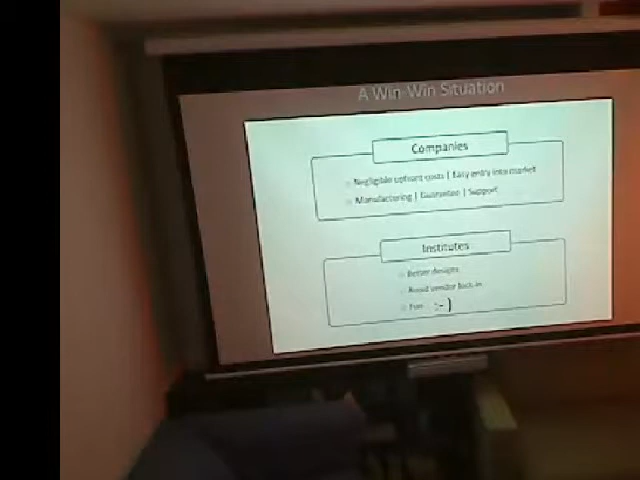 A Win-Win Situation
Companies
Negligible upfront costs | Easy entry into market
Manufacturing | Guarantee | Support
Institutes
Better designs
Avoid vendor lock-in
Fun :-)